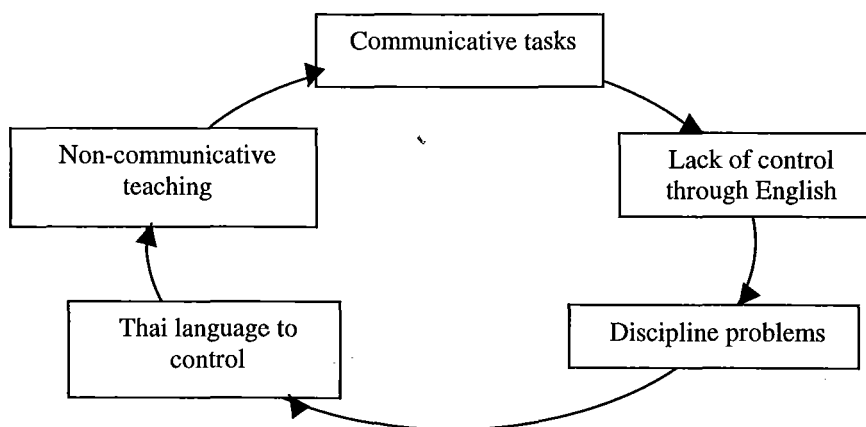 Communicative tasks
Lack of control
through English
Discipline problems
Thai language to
control
Non-communicative
teaching